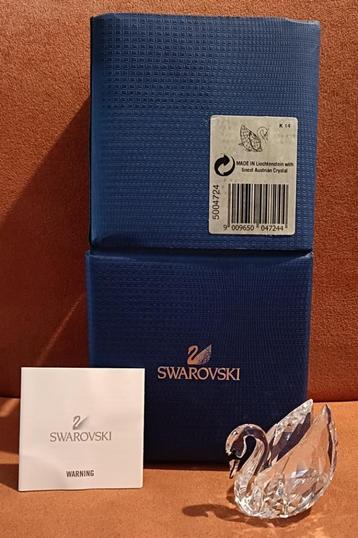 K 14
MADE IN Liechtenstein with
finest Austrian Crystal
5004724
9 009650 047244
SWAROVSKI
SWAROVSKI
WARNING